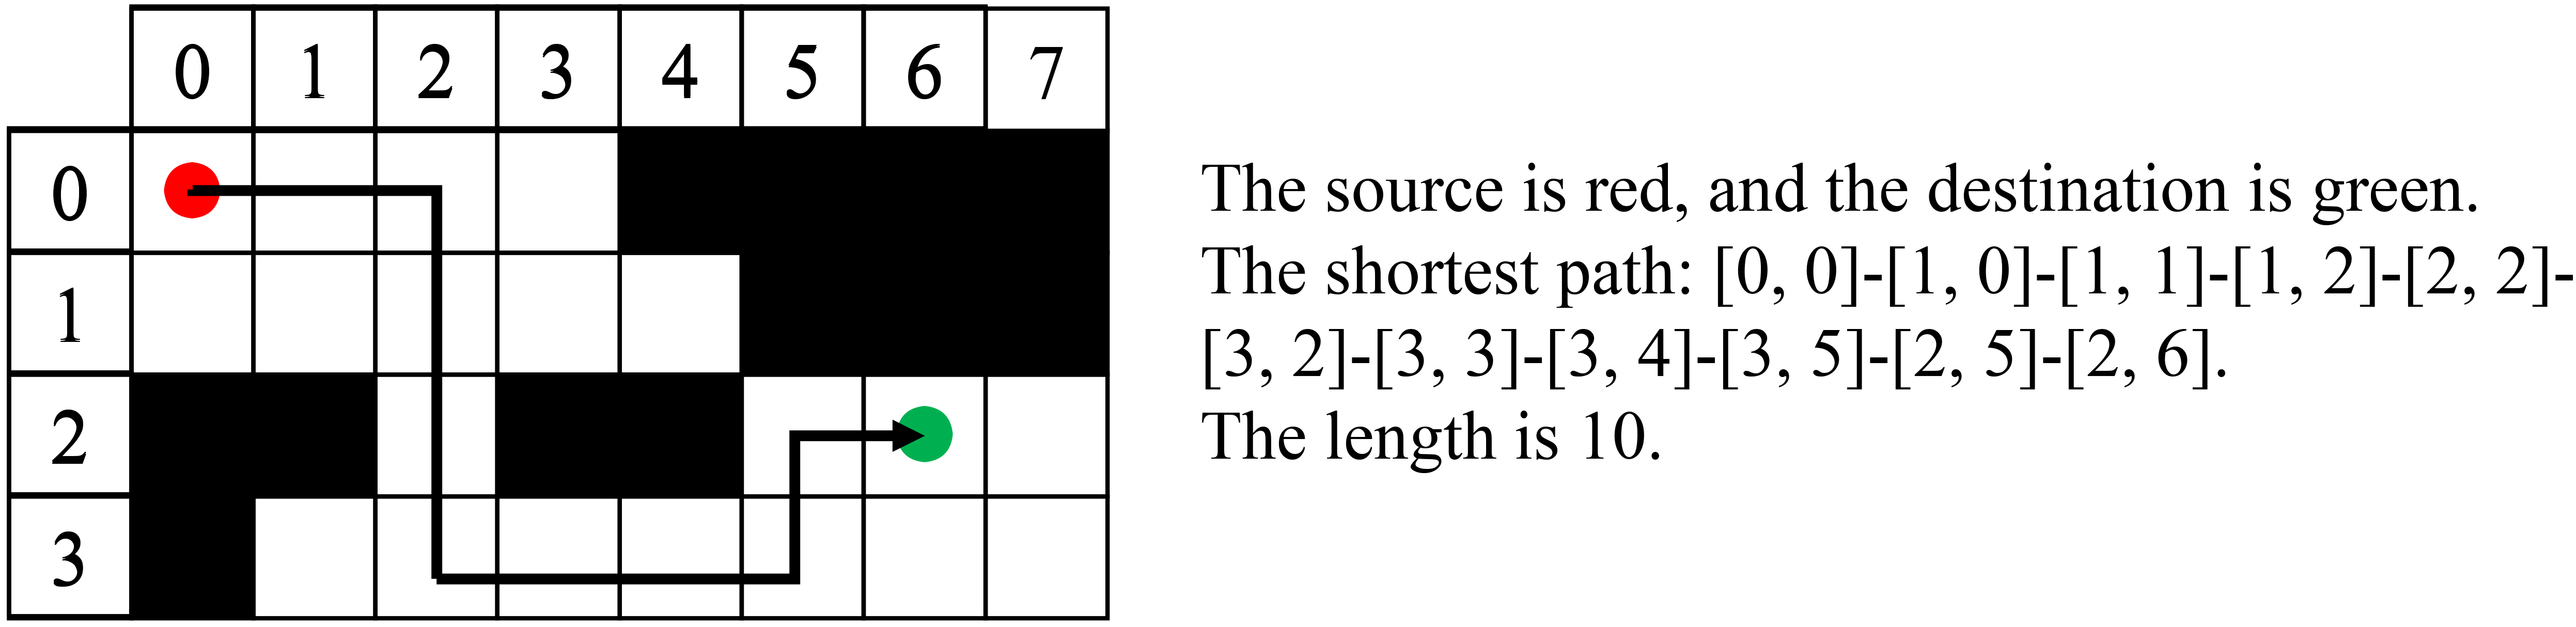 0 1 2 3 4 5 6 7
0
1
2
3
The source is red, and the destination is green.
The shortest path: [0, 0]-[1, 0]-[1, 1]-[1, 2]-[2, 2]-
[3, 2]-[3, 3]-[3, 4]-[3, 5]-[2, 5]-[2, 6].
The length is 10.